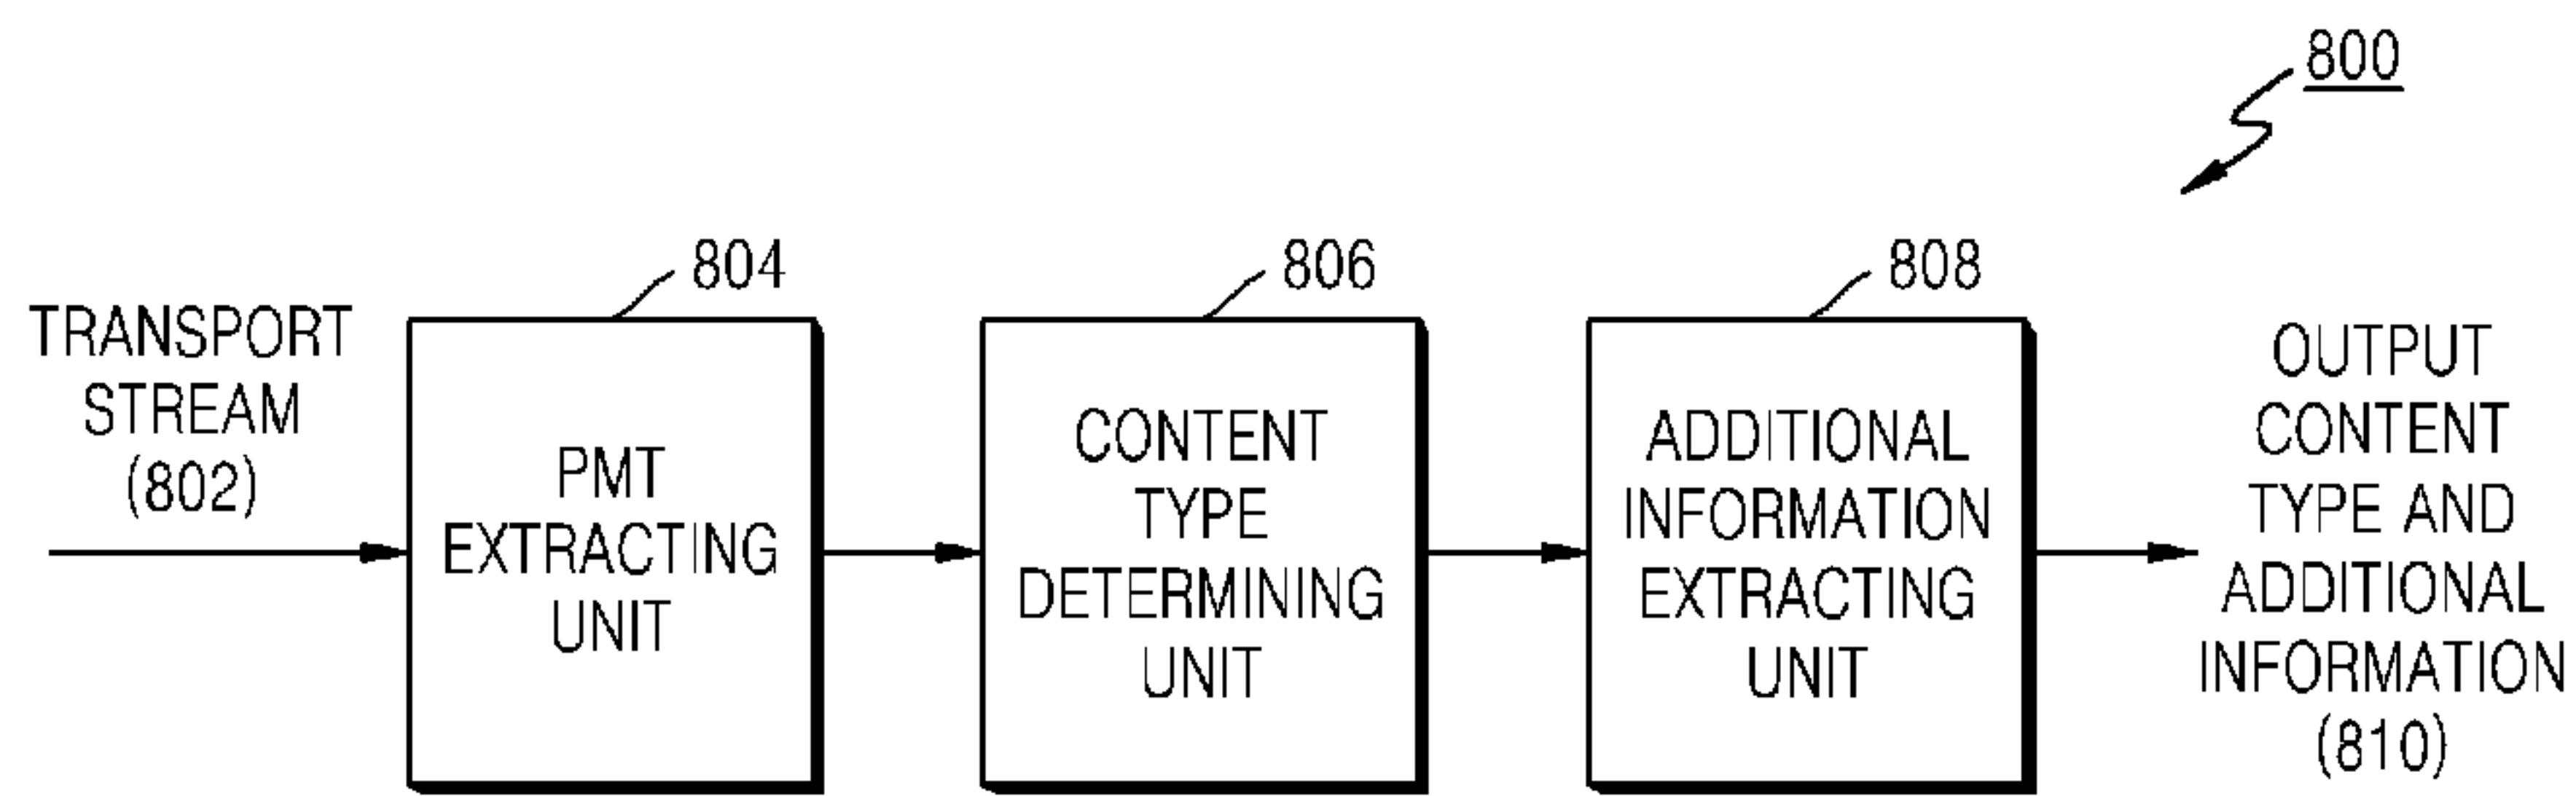 800
804
806
808
TRANSPORT
STREAM
(802)
PMT
EXTRACTING
UNIT
CONTENT
TYPE
DETERMINING
UNIT
ADDITIONAL
INFORMATION
EXTRACTING
UNIT
OUTPUT
CONTENT
TYPE AND
ADDITIONAL
INFORMATION
(810)